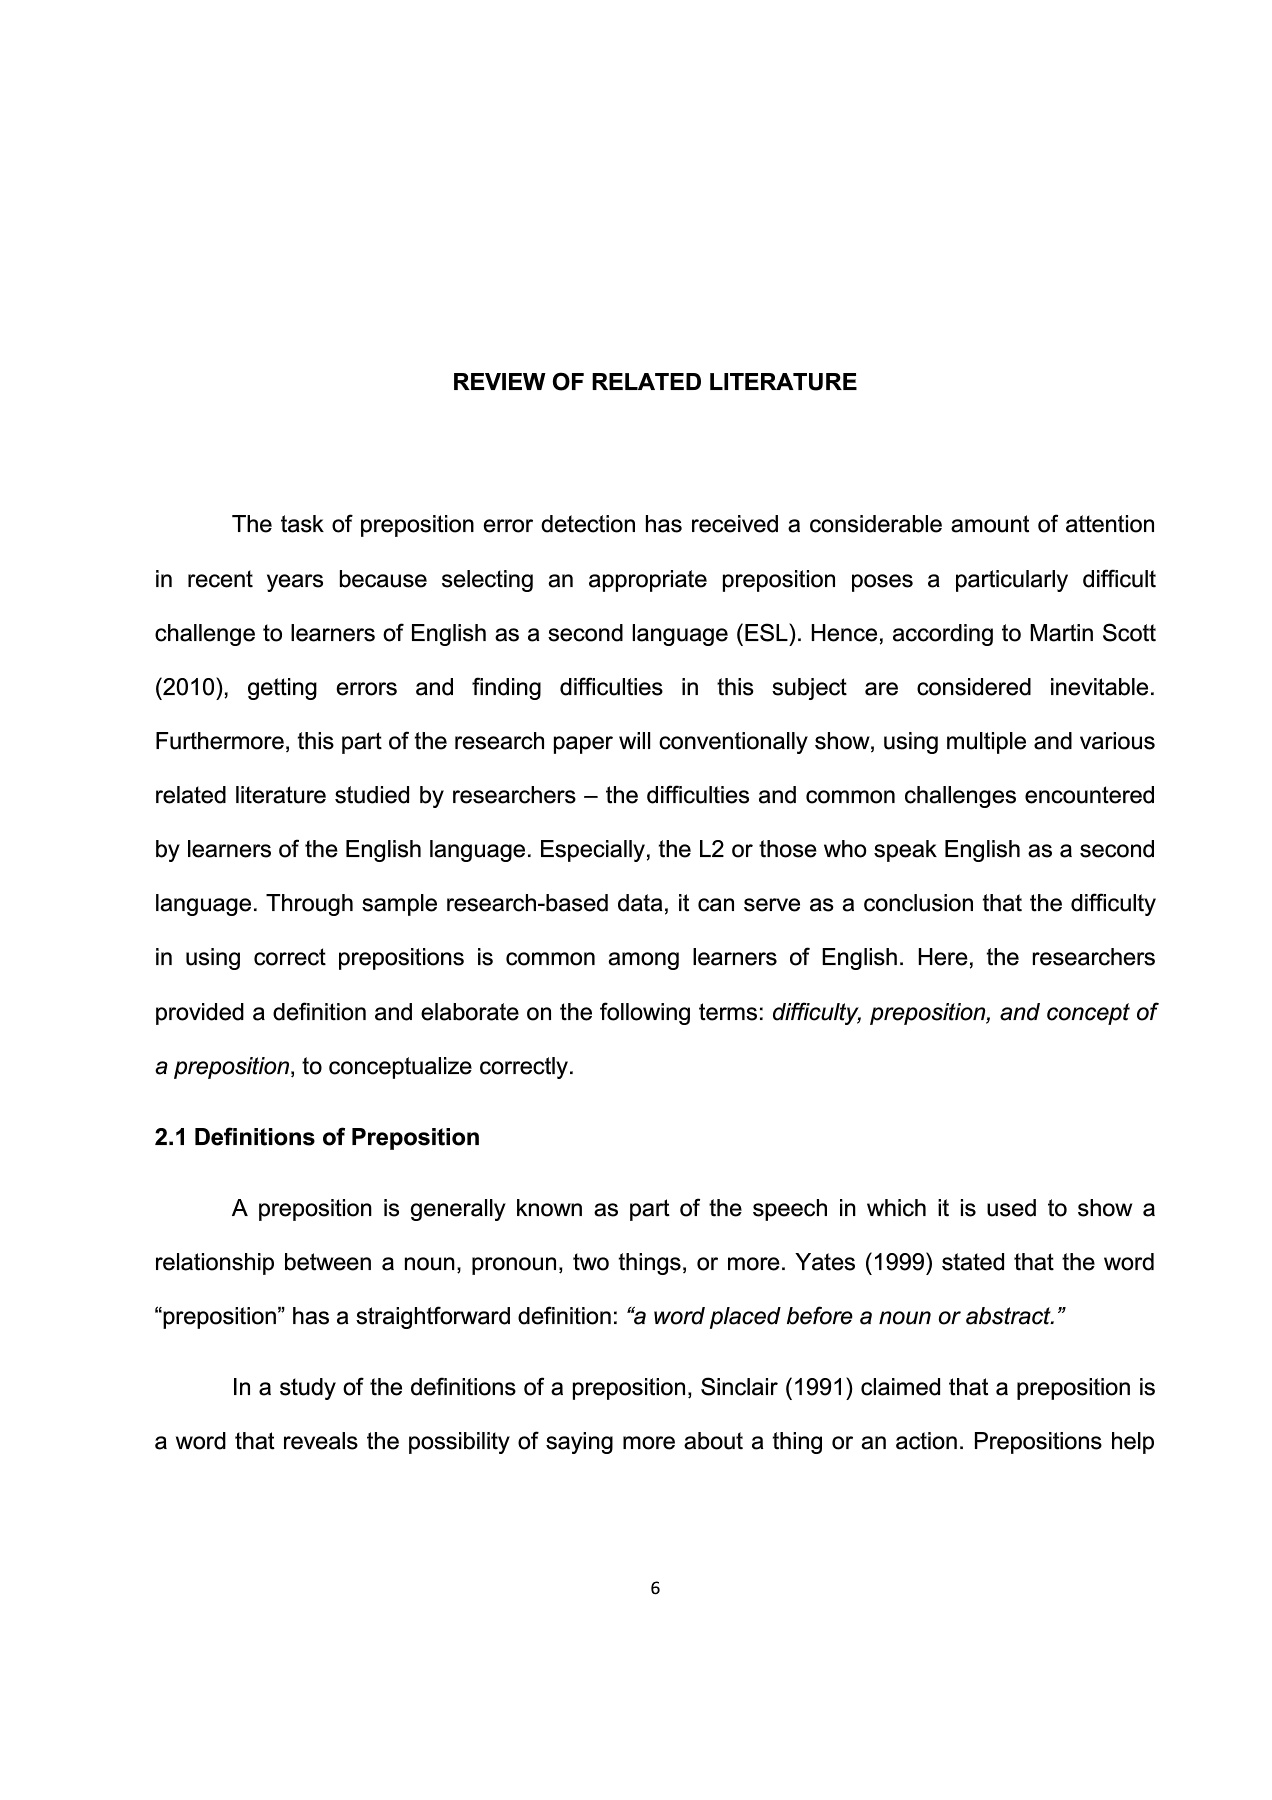 REVIEW OF RELATED LITERATURE
The task of preposition error detection has received a considerable amount of attention
in recent years because selecting an appropriate preposition poses a particularly difficult
challenge to learners of English as a second language (ESL). Hence, according to Martin Scott
(2010), getting errors and finding difficulties in this subject are considered inevitable.
Furthermore, this part of the research paper will conventionally show, using multiple and various
related literature studied by researchers – the difficulties and common challenges encountered
by learners of the English language. Especially, the L2 or those who speak English as a second
language. Through sample research-based data, it can serve as a conclusion that the difficulty
in using correct prepositions is common among learners of English. Here, the researchers
provided a definition and elaborate on the following terms: difficulty, preposition, and concept of
a preposition, to conceptualize correctly.
2.1 Definitions of Preposition
A preposition is generally known as part of the speech in which it is used to show a
relationship between a noun, pronoun, two things, or more. Yates (1999) stated that the word
“preposition” has a straightforward definition: “a word placed before a noun or abstract.”
In a study of the definitions of a preposition, Sinclair (1991) claimed that a preposition is
a word that reveals the possibility of saying more about a thing or an action. Prepositions help
6